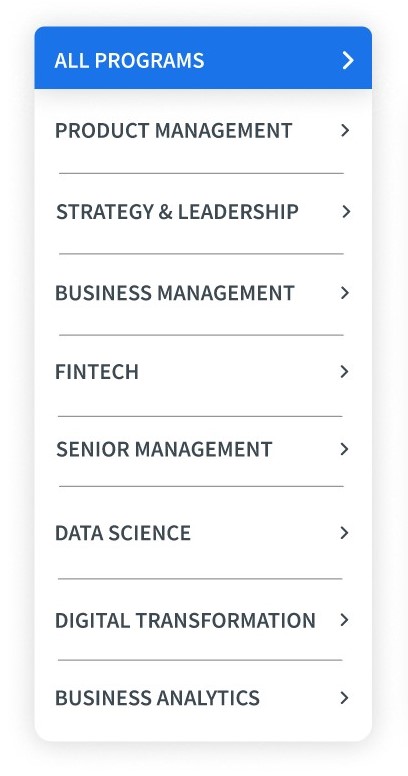 ALL PROGRAMS
PRODUCT MANAGEMENT
STRATEGY & LEADERSHIP
BUSINESS MANAGEMENT
FINTECH
SENIOR MANAGEMENT
DATA SCIENCE
DIGITAL TRANSFORMATION
BUSINESS ANALYTICS